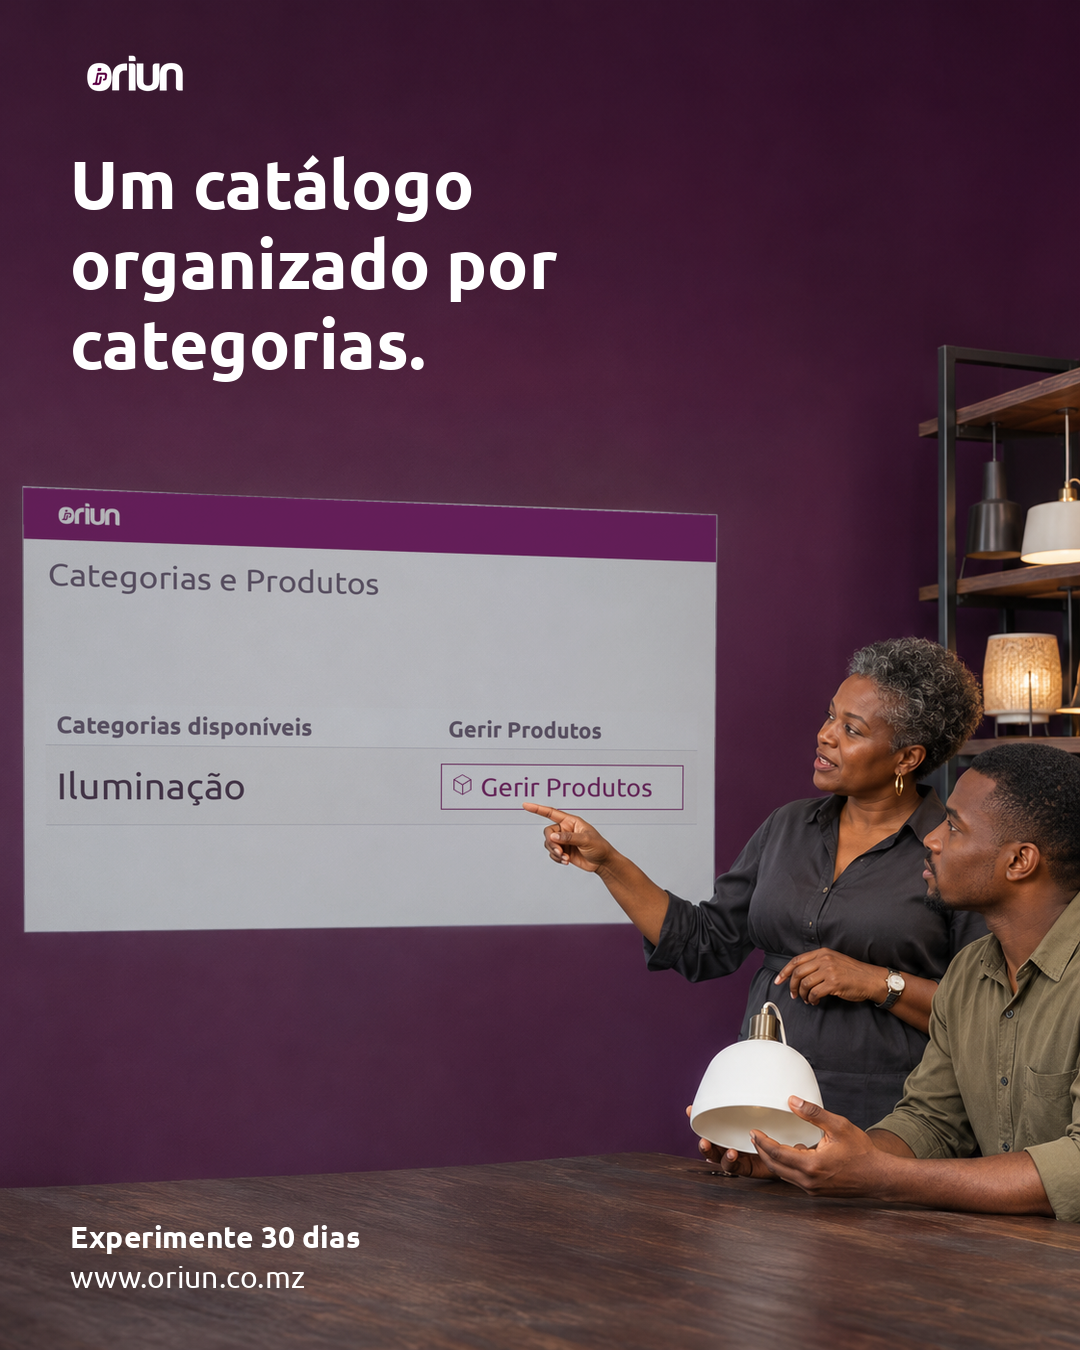 oriun
Um catálogo
organizado por
categorias.
oriun
Categorias e Produtos
Categorias disponíveis
Gerir Produtos
Iluminação
Gerir Produtos
Experimente 30 dias
www.oriun.co.mz